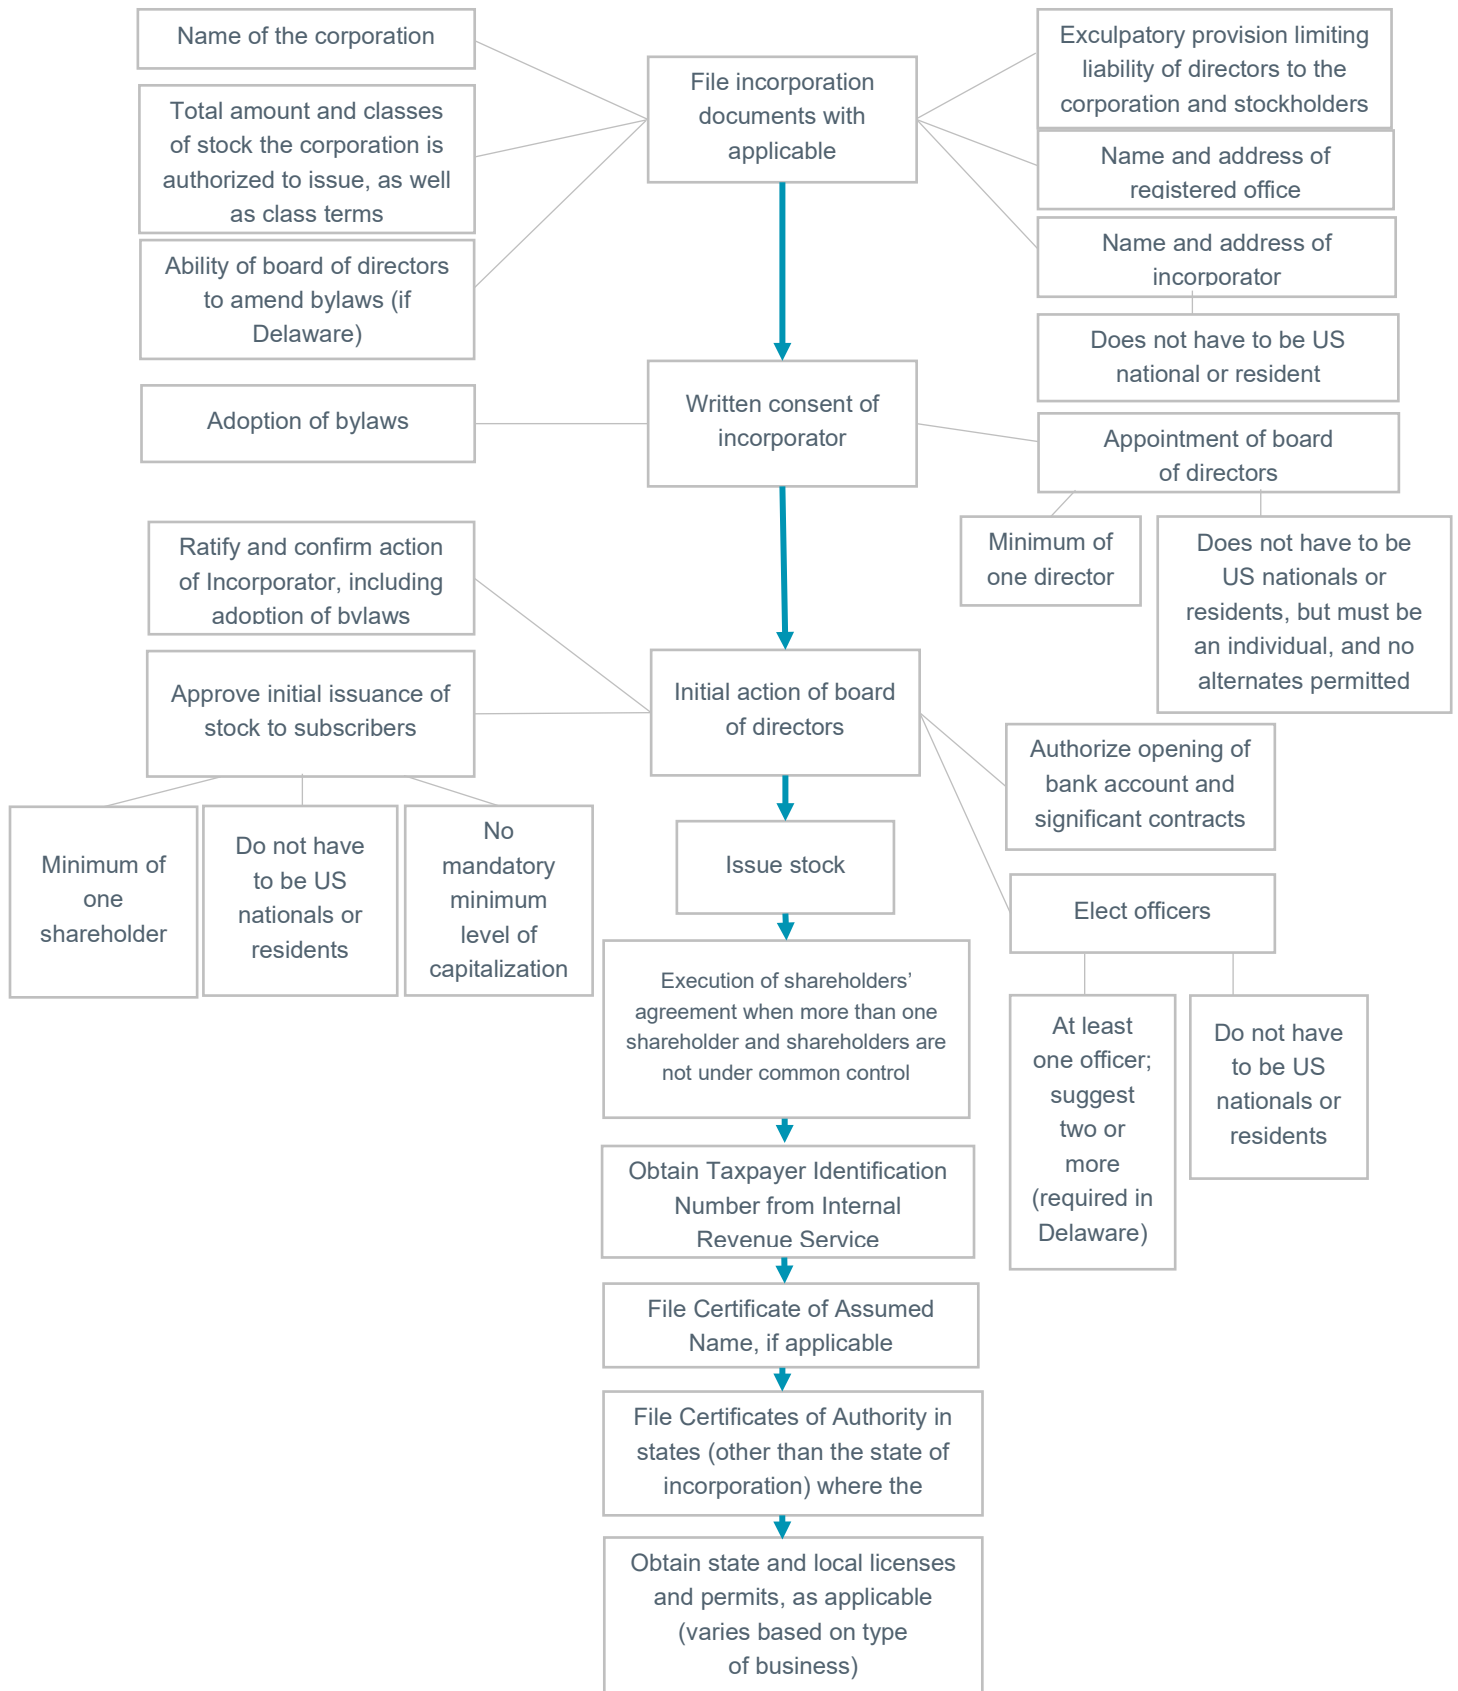 Name of the corporation
Total amount and classes
of stock the corporation is
authorized to issue, as well
as class terms
Ability of board of directors
to amend bylaws (if
Delaware)
File incorporation
documents with
applicable
Exculpatory provision limiting
liability of directors to the
corporation and stockholders
Name and address of
registered office
Name and address of
incorporator
Does not have to be US
national or resident
Adoption of bylaws
Written consent of
incorporator
Appointment of board
of directors
Minimum of
one director
Does not have to be
US nationals or
residents, but must be
an individual, and no
alternates permitted
Ratify and confirm action
of Incorporator, including
adoption of bylaws
Approve initial issuance of
stock to subscribers
Minimum of
one
shareholder
Do not have
to be US
nationals or
residents
No
mandatory
minimum
level of
capitalization
Initial action of board
of directors
Authorize opening of
bank account and
significant contracts
Elect officers
At least
one officer;
suggest
two or
more
(required in
Delaware)
Do not have
to be US
nationals or
residents
Issue stock
Execution of shareholders’
agreement when more than one
shareholder and shareholders are
not under common control
Obtain Taxpayer Identification
Number from Internal
Revenue Service
File Certificate of Assumed
Name, if applicable
File Certificates of Authority in
states (other than the state of
incorporation) where the
Obtain state and local licenses
and permits, as applicable
(varies based on type
of business)